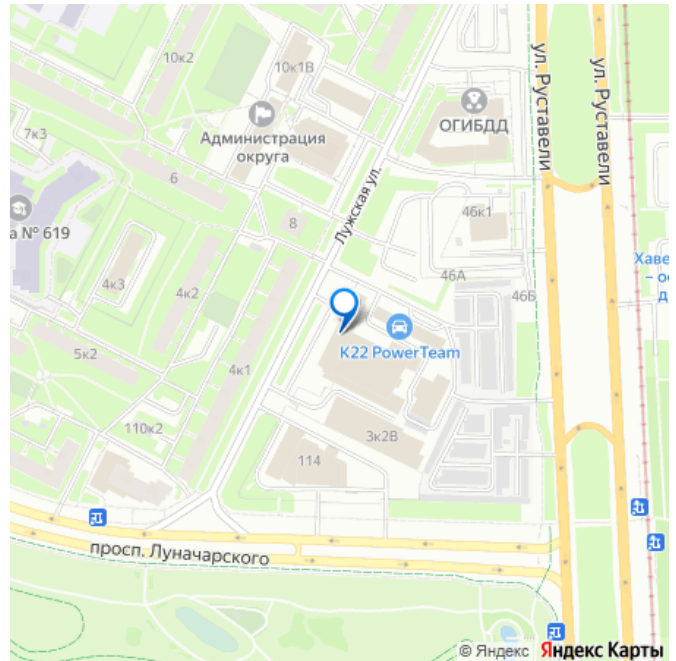 10к2
10к1В
ул. Руставели
ул. Руставели
ОГИБДД
Администрация
округа
7к3
6
Лужская ул.
а № 619
8
46к1
4к3
4к2
46А
46Б
Хаве
– о
д
5к2
4к1
K22 PowerTeam
110к2
3к2В
114
просп. Луначарского
© Яндекс Яндекс Карты